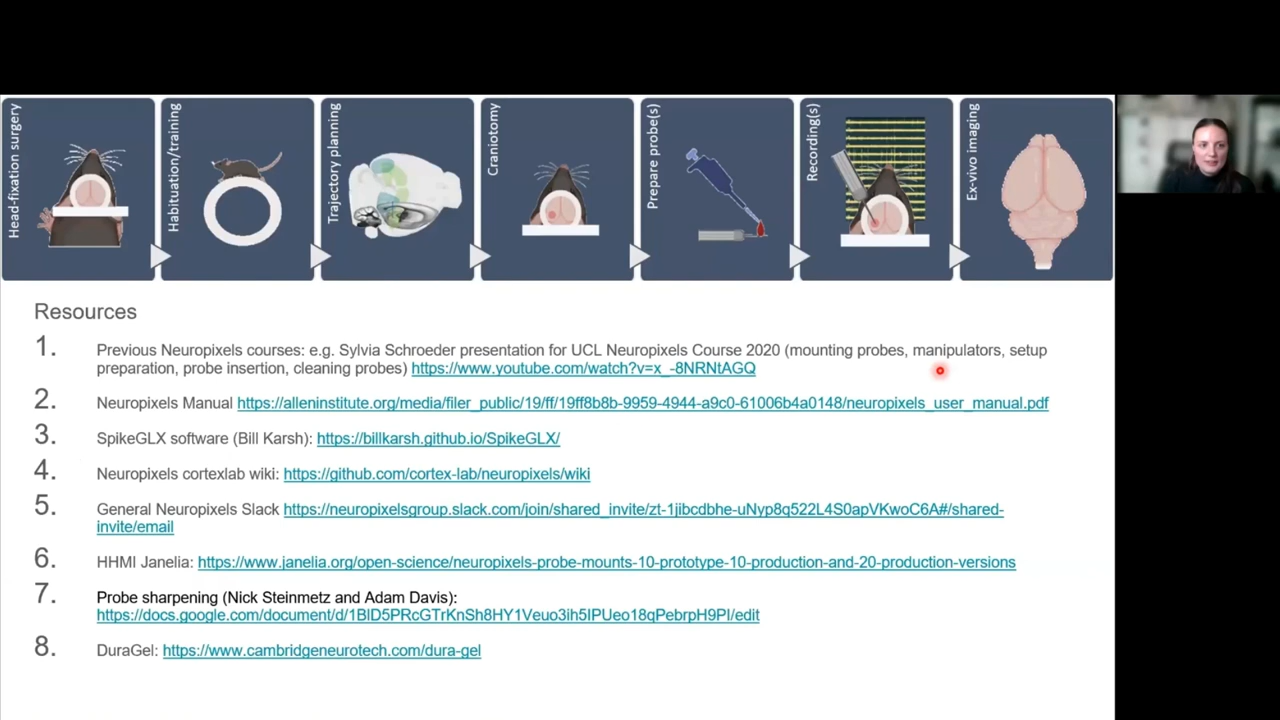 Head-fixation surgery
Habituation/training
Trajectory planning
Craniotomy
Prepare probe(s)
Recording(s)
Ex-vivo imaging
Resources
1. Previous Neuropixels courses: e.g. Sylvia Schroeder presentation for UCL Neuropixels Course 2020 (mounting probes, manipulators, setup
preparation, probe insertion, cleaning probes) https://www.youtube.com/watch?v=x_-8NRNtAGQ
2. Neuropixels Manual https://alleninstitute.org/media/filer_public/19/ff/19ff8b8b-9959-4944-a9c0-61006b4a0148/neuropixels_user_manual.pdf
3. SpikeGLX software (Bill Karsh): https://billkarsh.github.io/SpikeGLX/
4. Neuropixels cortexlab wiki: https://github.com/cortex-lab/neuropixels/wiki
5. General Neuropixels Slack https://neuropixelsgroup.slack.com/join/shared_invite/zt-1jibcdbhe-uNyp8q522L4S0apVKwoC6A#/shared-
invite/email
6. HHMI Janelia: https://www.janelia.org/open-science/neuropixels-probe-mounts-10-prototype-10-production-and-20-production-versions
7. Probe sharpening (Nick Steinmetz and Adam Davis):
https://docs.google.com/document/d/1BlD5PRcGTrKnSh8HY1Veuo3ih5IPUeo18qPebrpH9PI/edit
8. DuraGel: https://www.cambridgeneurotech.com/dura-gel